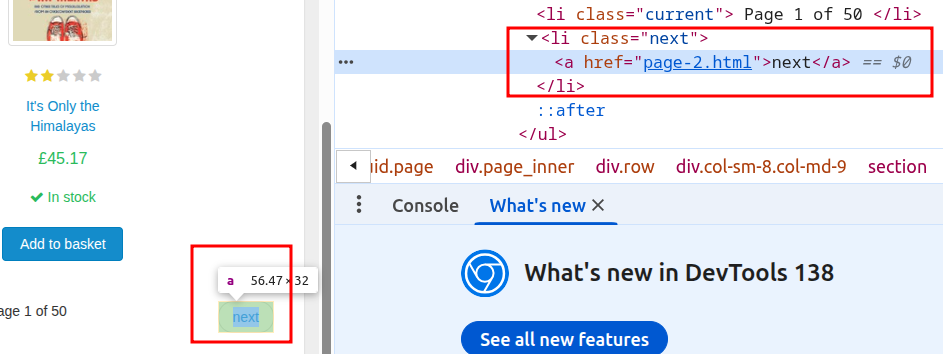 It's Only the
Himalayas
£45.17
In stock
Add to basket
a 56.47 × 32
age 1 of 50
next
<li class="current"> Page 1 of 50 </li>
<li class="next">
<a href="page-2.html">next</a> == $0
</li>
::after
</ul>
uid.page div.page_inner div.row div.col-sm-8.col-md-9 section
Console What's new
What's new in DevTools 138
See all new features